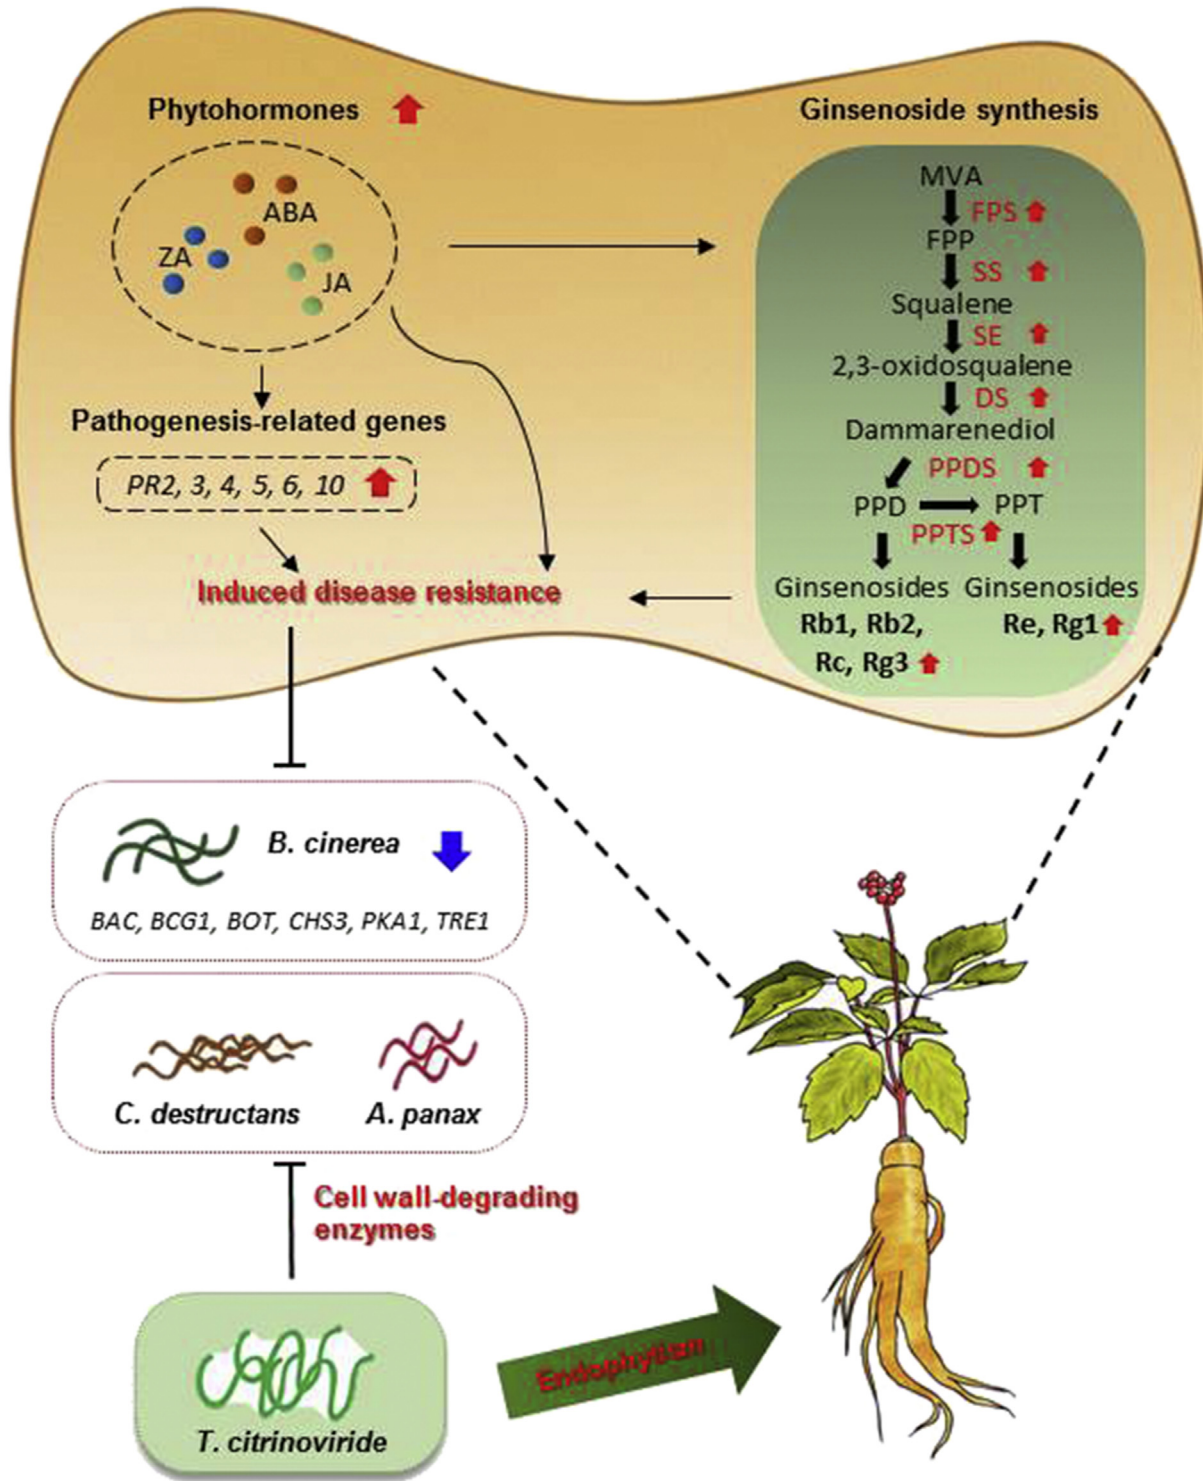 Phytohormones
ABA
ZA
JA
Pathogenesis-related genes
PR2, 3, 4, 5, 6, 10
Induced disease resistance
Ginsenoside synthesis
MVA
FPS
FPP
SS
Squalene
SE
2,3-oxidosqualene
DS
Dammarenediol
PPDS
PPD
PPT
PPTS
Ginsenosides
Rb1, Rb2,
Rc, Rg3
Ginsenosides
Re, Rg1
B. cinerea
BAC, BCG1, BOT, CHS3, PKA1, TRE1
C. destructans
A. panax
Cell wall-degrading
enzymes
T. citrinoviride
Endophytism